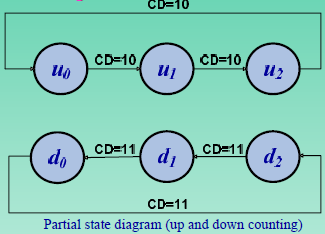 CD=10
CD=10 CD=10
u0 u1 u2
CD=11 CD=11
d0 d1 d2
CD=11
Partial state diagram (up and down counting)